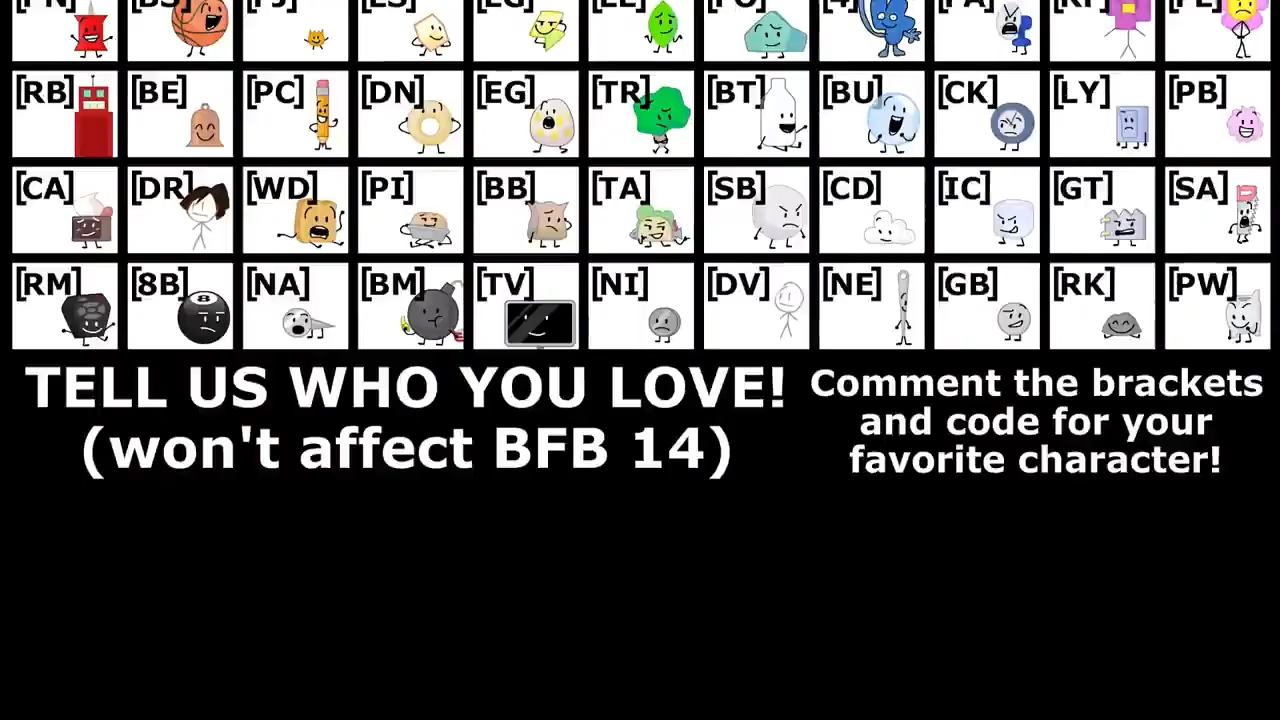 [RB] [BE] [PC] [DN] [EG] [TR] [BT] [BU] [CK] [LY] [PB]
[CA] [DR] [WD] [PI] [BB] [TA] [SB] [CD] [IC] [GT] [SA]
[RM] [8B] [NA] [BM] [TV] [NI] [DV] [NE] [GB] [RK] [PW]
8
TELL US WHO YOU LOVE!
(won't affect BFB 14)
Comment the brackets
and code for your
favorite character!